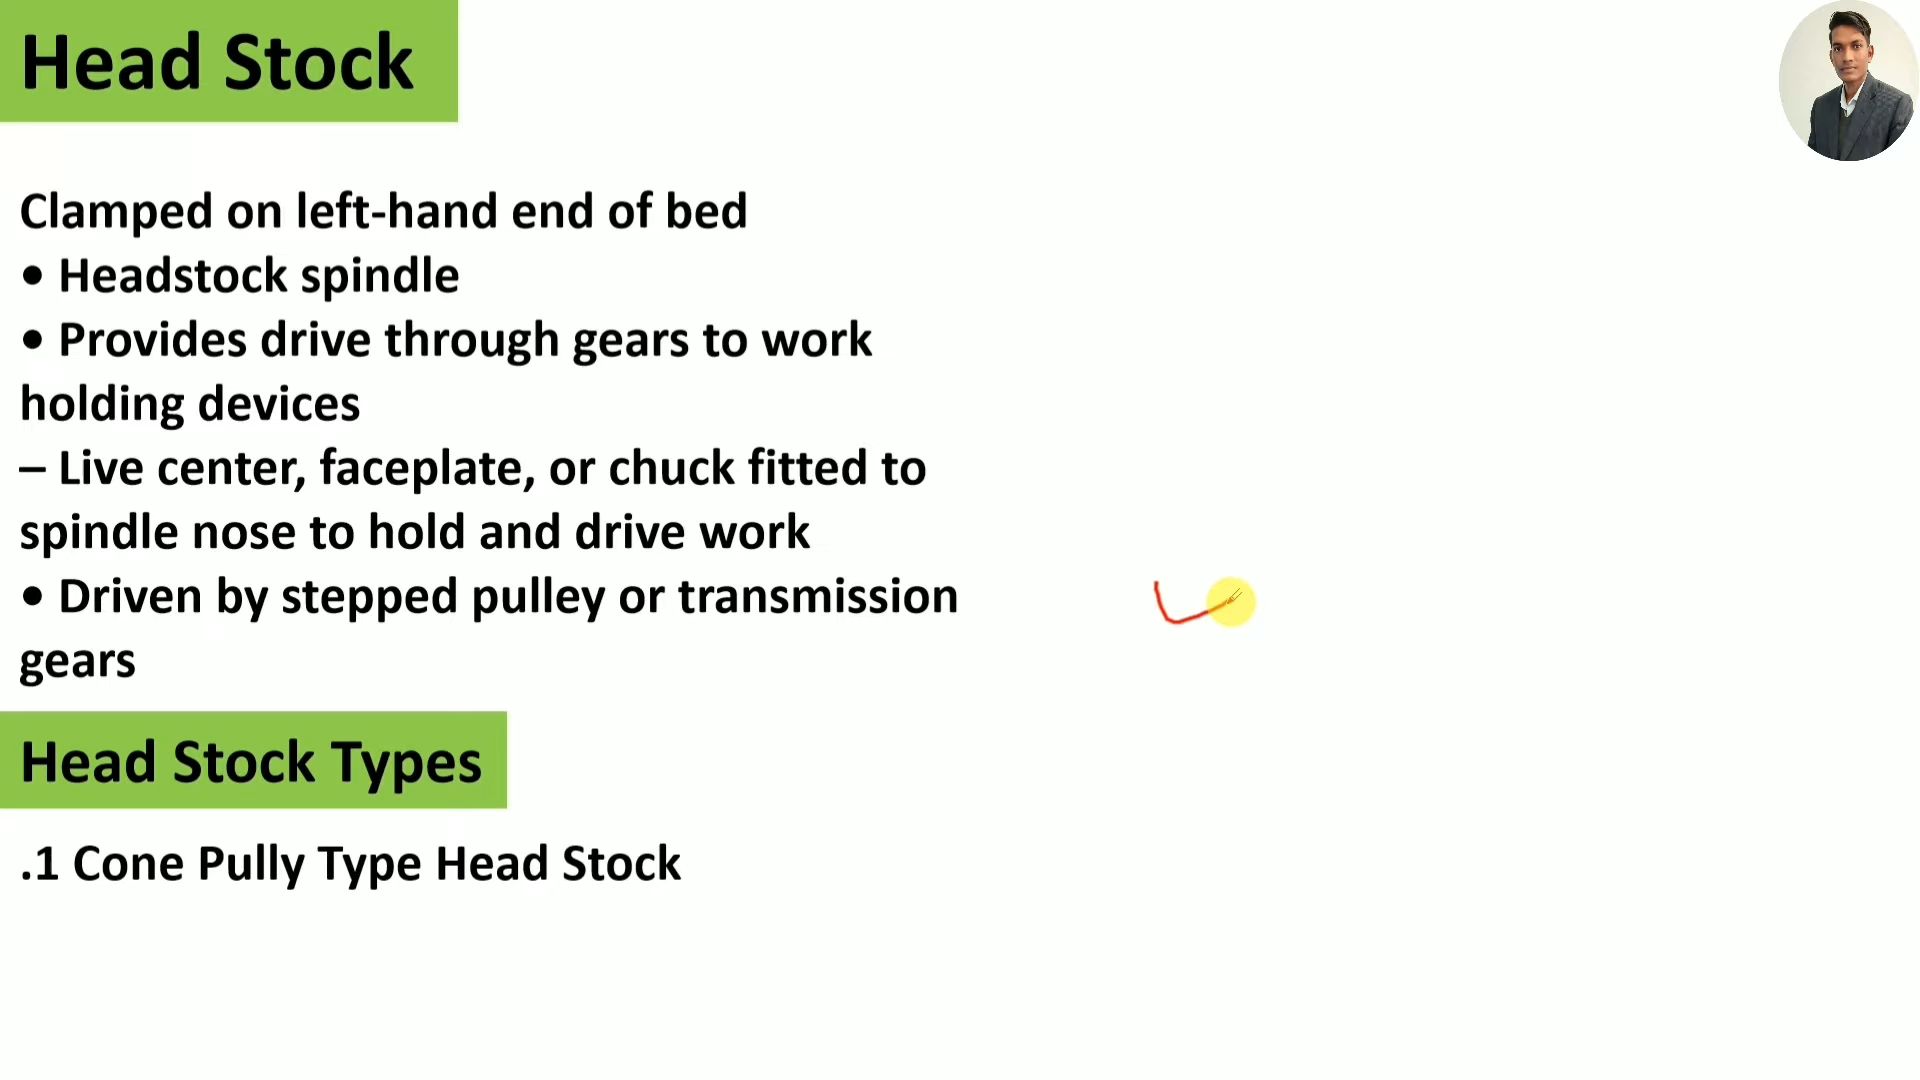 Head Stock
Clamped on left-hand end of bed
• Headstock spindle
• Provides drive through gears to work
holding devices
– Live center, faceplate, or chuck fitted to
spindle nose to hold and drive work
• Driven by stepped pulley or transmission
gears
Head Stock Types
.1 Cone Pully Type Head Stock